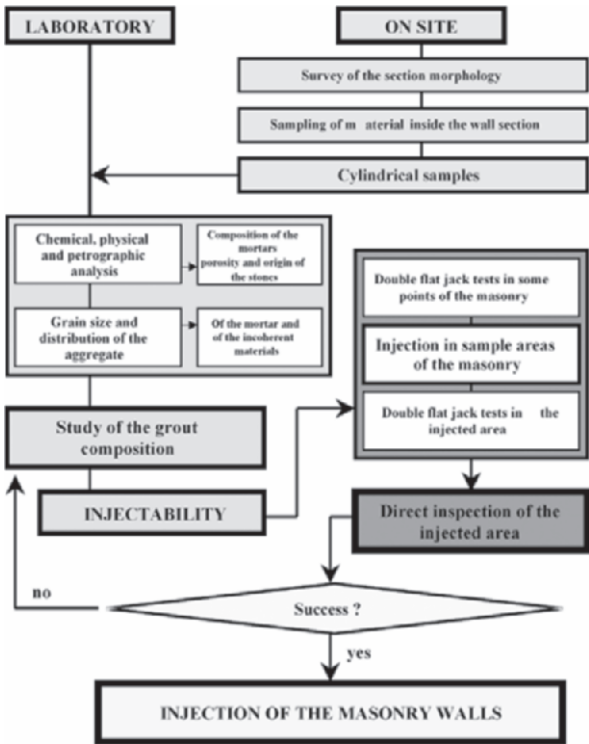 LABORATORY
ON SITE
Survey of the section morphology
Sampling of m aterial inside the wall section
Cylindrical samples
Chemical, physical
and petrographic
analysis
Composition of the
mortars
porosity and origin of
the stones
Grain size and
distribution of the
aggregate
Of the mortar and
of the incoherent
materials
Double flat jack tests in some
points of the masonry
Injection in sample areas
of the masonry
Double flat jack tests in the
injected area
Study of the grout
composition
INJECTABILITY
Direct inspection of the
injected area
no
Success ?
yes
INJECTION OF THE MASONRY WALLS